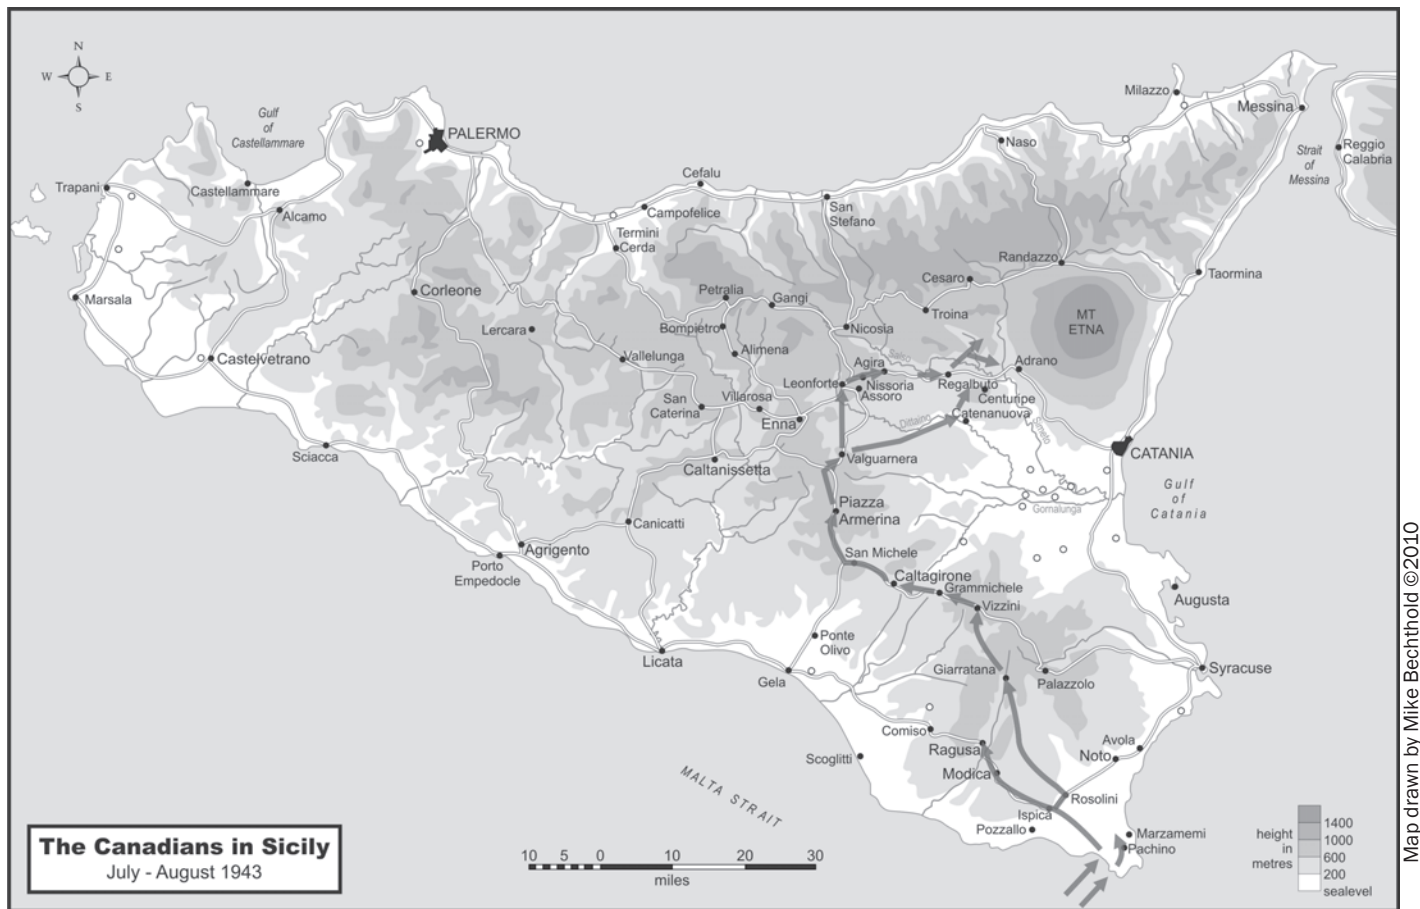 N
W
E
S
Gulf
of
Castellammare
PALERMO
Milazzo
Messina
Strait
of
Messina
Reggio
Calabria
Naso
Trapani
Castellammare
Alcamo
Cefalu
Campofelice
San
Stefano
Termini
Cerda
Randazzo
Cesaro
Taormina
Marsala
Corleone
Petralia
Gangi
Troina
MT
ETNA
Lercara
Bompietro
Nicosia
Castelvetrano
Vallelunga
Alimena
Agira
Salso
Adrano
Leonforte
Nissoria
Assoro
Regalbuto
Centuripe
Catenanuova
San
Caterina
Villarosa
Enna
Dittaino
Simeto
Sciacca
Caltanissetta
Valguarnera
CATANIA
Gulf
of
Catania
Piazza
Armerina
Gornalunga
Canicatti
Agrigento
Porto
Empedocle
San Michele
Caltagirone
Grammichele
Vizzini
Augusta
Ponte
Olivo
Licata
Gela
Giarratana
Palazzolo
Syracuse
Comiso
Ragusa
Avola
Noto
Scoglitti
Modica
MALTA STRAIT
Rosolini
Ispica
Pozzallo
Marzamemi
Pachino
The Canadians in Sicily
July - August 1943
10 5 0 10 20 30
miles
height
in
metres
1400
1000
600
200
sealevel
Map drawn by Mike Bechthold ©2010